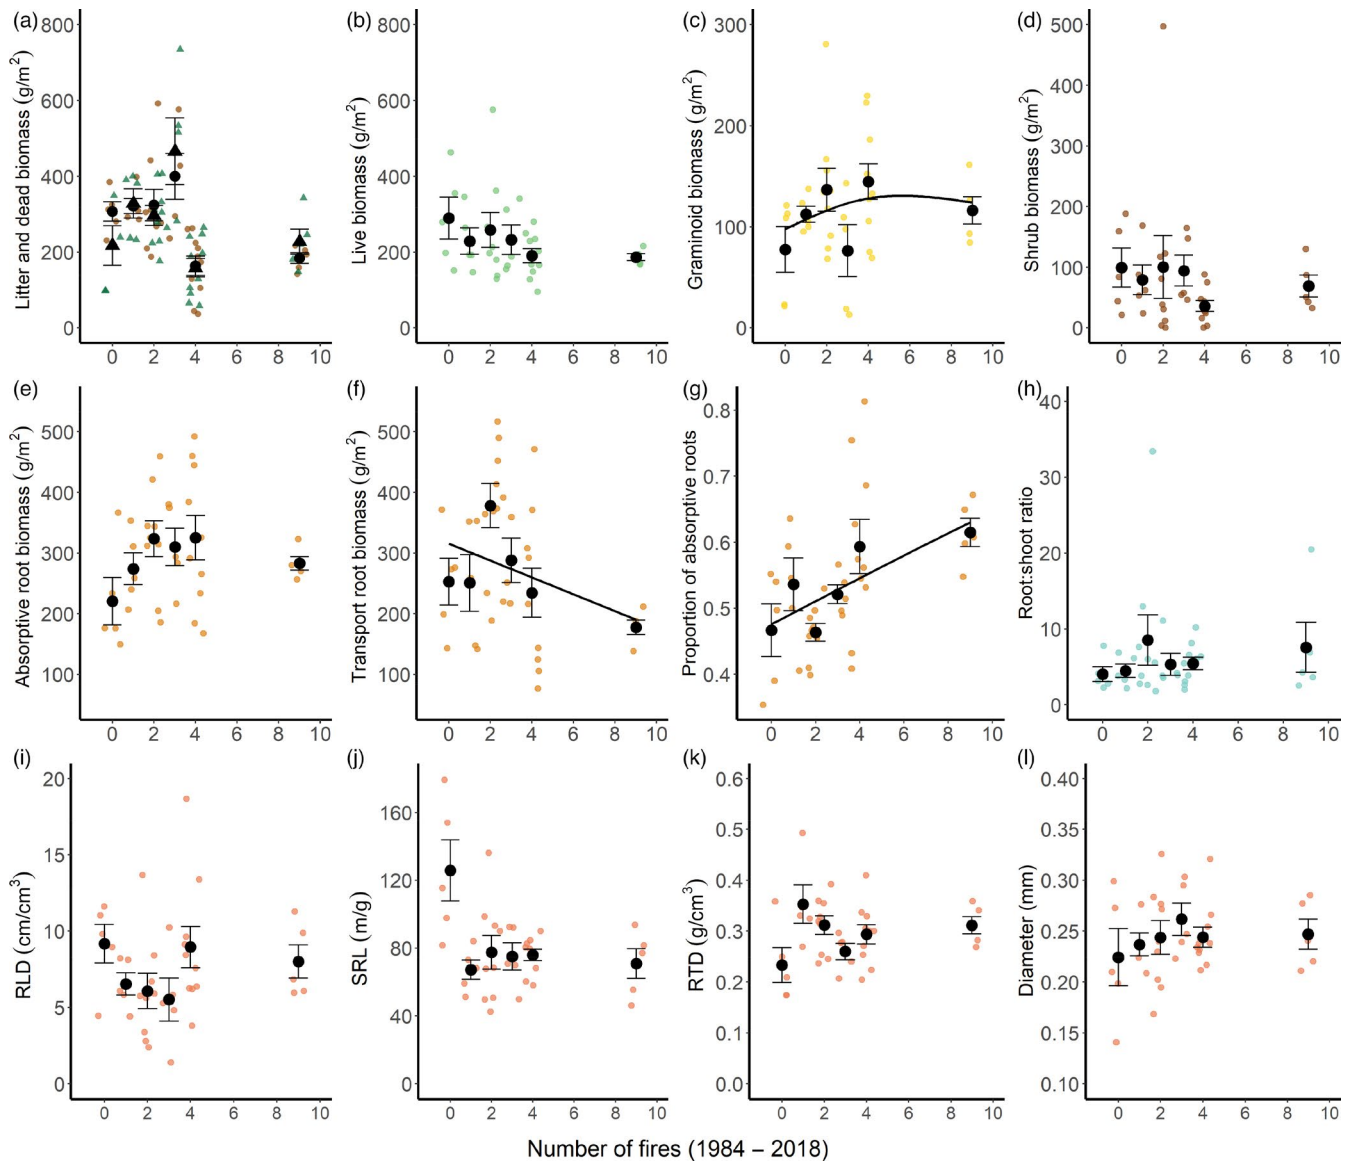 (a) (b) (c) (d)
Litter and dead biomass (g/m²)
800
600
400
200
0
0 2 4 6 8 10
Live biomass (g/m²)
800
600
400
200
0
0 2 4 6 8 10
Graminoid biomass (g/m²)
300
200
100
0
0 2 4 6 8 10
Shrub biomass (g/m²)
500
400
300
200
100
0
0 2 4 6 8 10
(e) (f) (g) (h)
Absorptive root biomass (g/m²)
500
400
300
200
100
0 2 4 6 8 10
Transport root biomass (g/m²)
500
400
300
200
100
0 2 4 6 8 10
Proportion of absorptive roots
0.8
0.7
0.6
0.5
0.4
0 2 4 6 8 10
Root:shoot ratio
40
30
20
10
0
0 2 4 6 8 10
(i) (j) (k) (l)
RLD (cm/cm³)
20
15
10
5
0
0 2 4 6 8 10
SRL (m/g)
160
120
80
40
0
0 2 4 6 8 10
RTD (g/cm³)
0.6
0.5
0.4
0.3
0.2
0.1
0.0
0 2 4 6 8 10
Diameter (mm)
0.40
0.35
0.30
0.25
0.20
0.15
0.10
0 2 4 6 8 10
Number of fires (1984 – 2018)